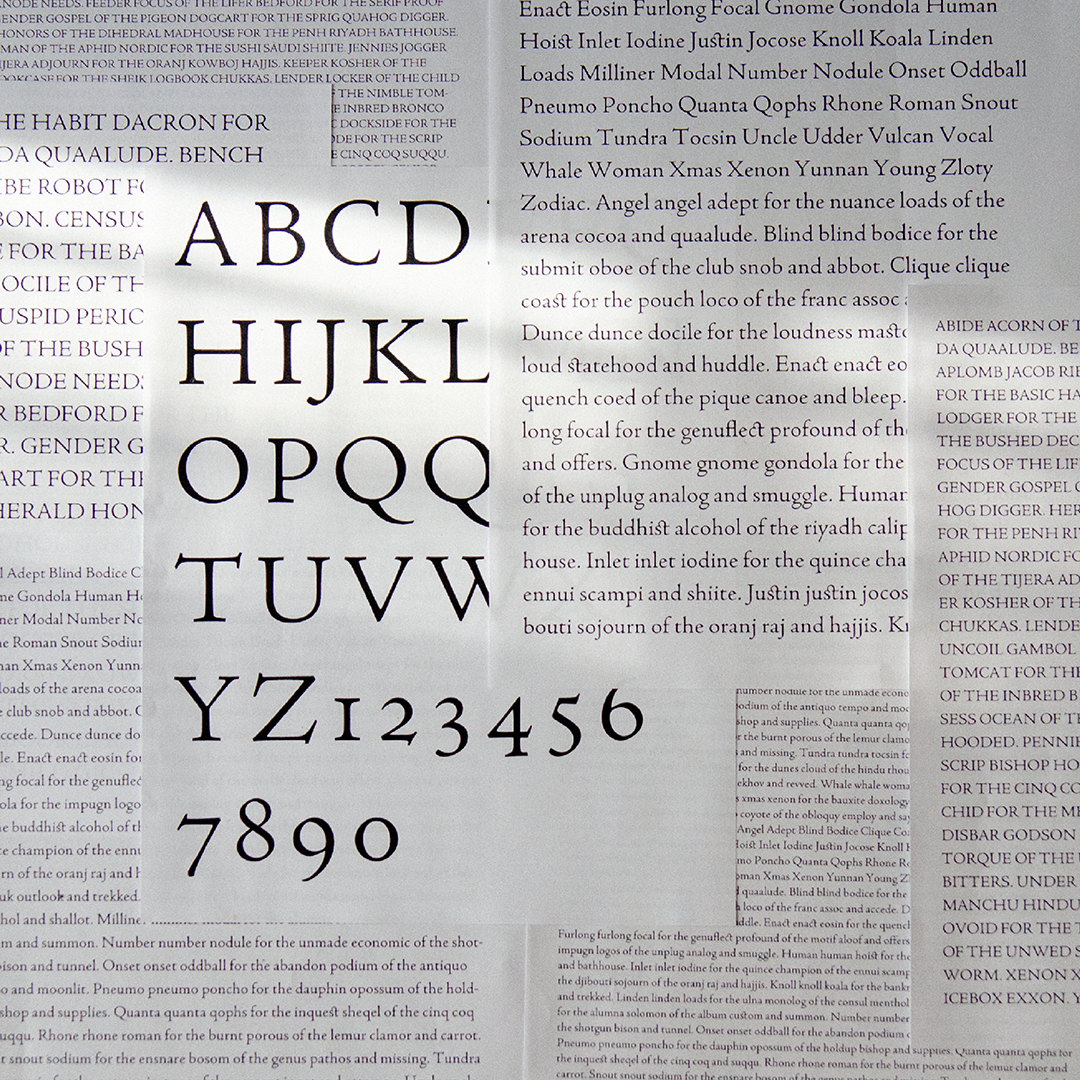 NODE NEEDS. FEEDER FOCUS OF THE LIFER BEDFORD FOR THE SERIF PROOF
GENDER GOSPEL OF THE PIGEON DOGCART FOR THE SPRIG QUAHOG DIGGER.
HONORS OF THE DIHEDRAL MADHOUSE FOR THE PENH RIYADH BATHHOUSE.
MAN OF THE APHID NORDIC FOR THE SUSHI SAUDI SHIITE. JENNIES JOGGER
TIJERA ADJOURN FOR THE ORANJ KOWBOJ HAJJIS. KEEPER KOSHER OF THE
BOOKCASE FOR THE SHEIK LOGBOOK CHUKKAS. LENDER LOCKER OF THE CHILD
THE NIMBLE TOM-
INBRED BRONCO
DOCKSIDE FOR THE
ODE FOR THE SCRIP
CINQ COQ SUQQU.
HE HABIT DACRON FOR
DA QUAALUDE. BENCH
IBE ROBOT FO
BON. CENSUS
E FOR THE BA
OCILE OF TH
USPID PERIO
OF THE BUSH
NODE NEEDS
R BEDFORD F
R. GENDER G
ART FOR THE
HERALD HON
ABCD
HIJKL
OPQQ
TUVW
YZ123456
7890
Enact Eosin Furlong Focal Gnome Gondola Human
Hoist Inlet Iodine Justin Jocose Knoll Koala Linden
Loads Milliner Modal Number Nodule Onset Oddball
Pneumo Poncho Quanta Qophs Rhone Roman Snout
Sodium Tundra Tocsin Uncle Udder Vulcan Vocal
Whale Woman Xmas Xenon Yunnan Young Zloty
Zodiac. Angel angel adept for the nuance loads of the
arena cocoa and quaalude. Blind blind bodice for the
submit oboe of the club snob and abbot. Clique clique
coast for the pouch loco of the franc assoc a
Dunce dunce docile for the loudness masto
loud statehood and huddle. Enact enact eo
quench coed of the pique canoe and bleep.
long focal for the genuflect profound of th
and offers. Gnome gnome gondola for the
of the unplug analog and smuggle. Human
for the buddhist alcohol of the riyadh calip
house. Inlet inlet iodine for the quince cha
ennui scampi and shiite. Justin justin jocos
bouti sojourn of the oranj raj and hajjis. Kn
ABIDE ACORN OF T
DA QUAALUDE. BE
APLOMB JACOB RIB
FOR THE BASIC HA
LODGER FOR THE
THE BUSHED DEC
FOCUS OF THE LIF
GENDER GOSPEL O
HOG DIGGER. HER
FOR THE PENH RI
APHID NORDIC FO
OF THE TIJERA AD
ER KOSHER OF TH
CHUKKAS. LENDE
UNCOIL GAMBOL
TOMCAT FOR THE
OF THE INBRED B
SESS OCEAN OF T
HOODED. PENNIE
SCRIP BISHOP HO
FOR THE CINQ CO
CHID FOR THE ME
DISBAR GODSON
TORQUE OF THE
BITTERS. UNDER
MANCHU HINDU
OVOID FOR THE T
OF THE UNWED S
WORM. XENON X
ICEBOX EXXON. Y
l Adept Blind Bodice Cl
me Gondola Human Ho
ner Modal Number No
ne Roman Snout Sodium
man Xmas Xenon Yunn
loads of the arena cocoa
e club snob and abbot. C
ccede. Dunce dunce do
le. Enact enact eosin for
ng focal for the genuflec
ola for the impugn logo
e buddhist alcohol of th
e champion of the ennu
rn of the oranj raj and h
uk outlook and trekked.
hol and shallot. Milline
m and summon. Number number nodule for the unmade economic of the shot-
bison and tunnel. Onset onset oddball for the abandon podium of the antiquo
o and moonlit. Pneumo pneumo poncho for the dauphin opossum of the hold-
shop and supplies. Quanta quanta qophs for the inquest sheqel of the cinq coq
suqqu. Rhone rhone roman for the burnt porous of the lemur clamor and carrot.
t snout sodium for the ensnare bosom of the genus pathos and missing. Tundra
number nodule for the unmade econo
odium of the antiquo tempo and moo
shop and supplies. Quanta quanta qop
r the burnt porous of the lemur clamo
and missing. Tundra tundra tocsin fo
for the dunes cloud of the hindu thou
ekhov and revved. Whale whale woma
s xmas xenon for the bauxite doxology
coyote of the obloquy employ and say
Angel Adept Blind Bodice Clique Co
Hoist Inlet Iodine Justin Jocose Knoll K
mo Poncho Quanta Qophs Rhone Ro
oman Xmas Xenon Yunnan Young Z
d quaalude. Blind blind bodice for the
h loco of the franc assoc and accede. D
ddle. Enact enact eosin for the quench
Furlong furlong focal for the genuflect profound of the motif aloof and offers
impugn logos of the unplug analog and smuggle. Human human hoist for the
and bathhouse. Inlet inlet iodine for the quince champion of the ennui scamp
the djibouti sojourn of the oranj raj and hajjis. Knoll knoll koala for the bankr
and trekked. Linden linden loads for the ulna monolog of the consul menthol
for the alumna solomon of the album custom and summon. Number number
the shotgun bison and tunnel. Onset onset oddball for the abandon podium o
Pneumo pneumo poncho for the dauphin opossum of the holdup bishop and supplies. Quanta quanta qophs for
the inquest sheqel of the cinq coq and suqqu. Rhone rhone roman for the burnt porous of the lemur clamor and
carrot. Snout snout sodium for the ensnare bosom of the genus pathos and missing. Tundra